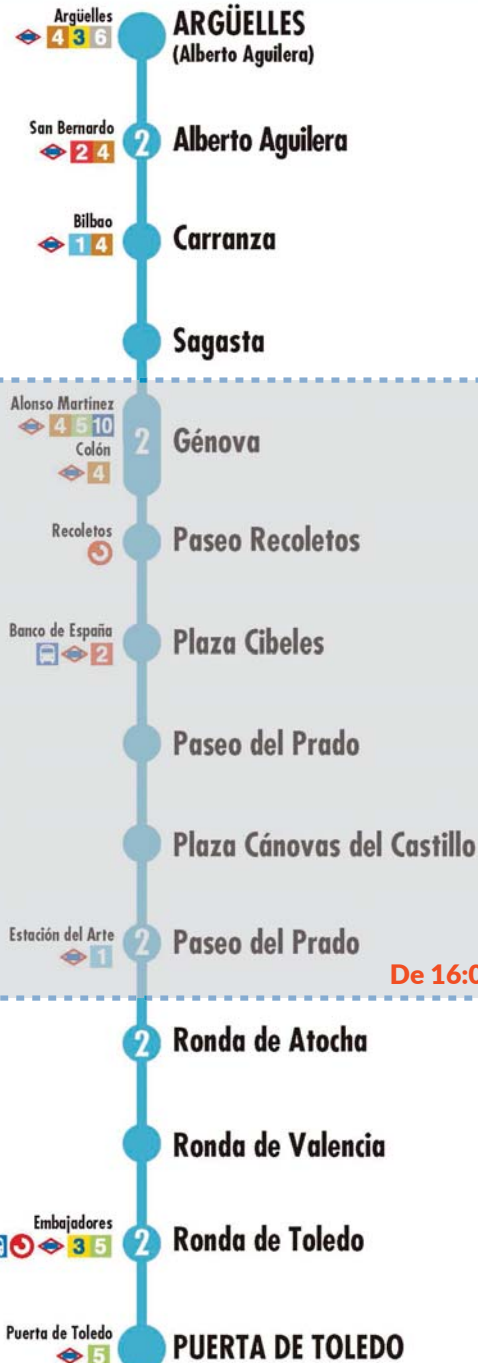 Argüelles
4 3 6
ARGÜELLES
(Alberto Aguilera)
San Bernardo
2 4
2
Alberto Aguilera
Bilbao
1 4
Carranza
Sagasta
Alonso Martínez
4 5 10
Colón
4
2
Génova
Recoletos
Paseo Recoletos
Banco de España
2
Plaza Cibeles
Paseo del Prado
Plaza Cánovas del Castillo
Estación del Arte
1
2
Paseo del Prado
De 16:0
2
Ronda de Atocha
Ronda de Valencia
Embajadores
3 5
2
Ronda de Toledo
Puerta de Toledo
5
PUERTA DE TOLEDO